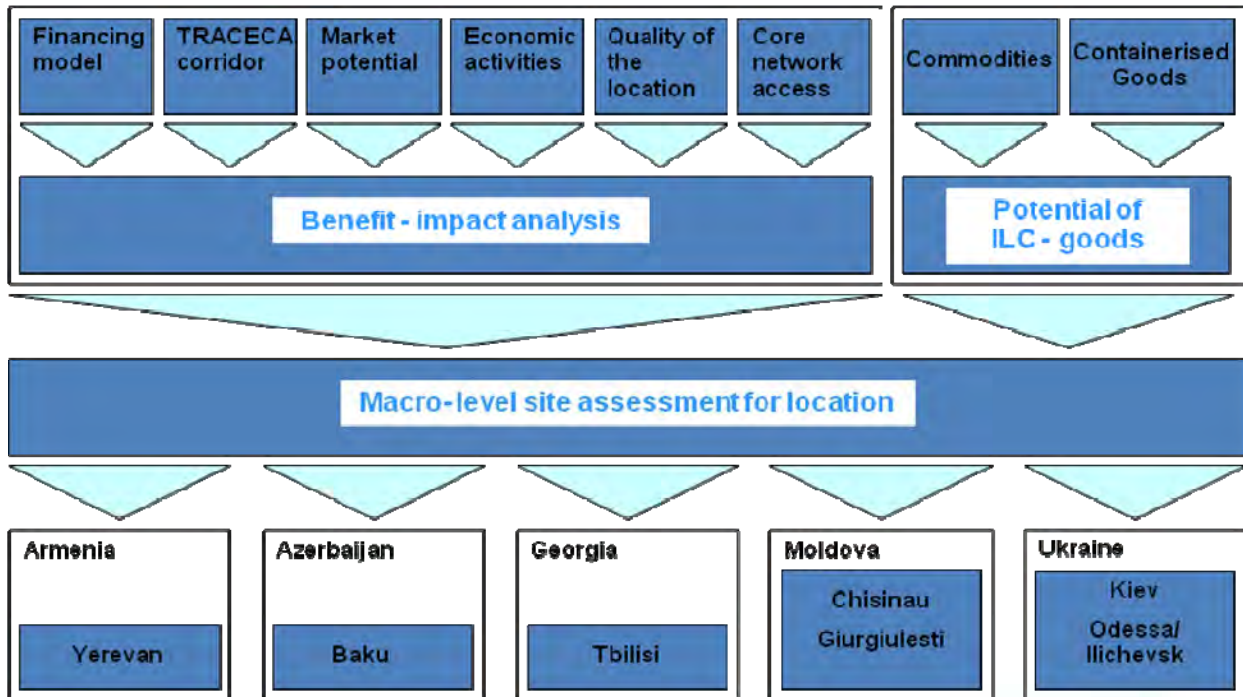 Financing
model
TRACECA
corridor
Market
potential
Economic
activities
Quality of
the
location
Core
network
access
Commodities
Containerised
Goods
Benefit - impact analysis
Potential of
ILC - goods
Macro-level site assessment for location
Armenia
Yerevan
Azerbaijan
Baku
Georgia
Tbilisi
Moldova
Chisinau
Giurgiulesti
Ukraine
Kiev
Odessa/
Ilichevsk